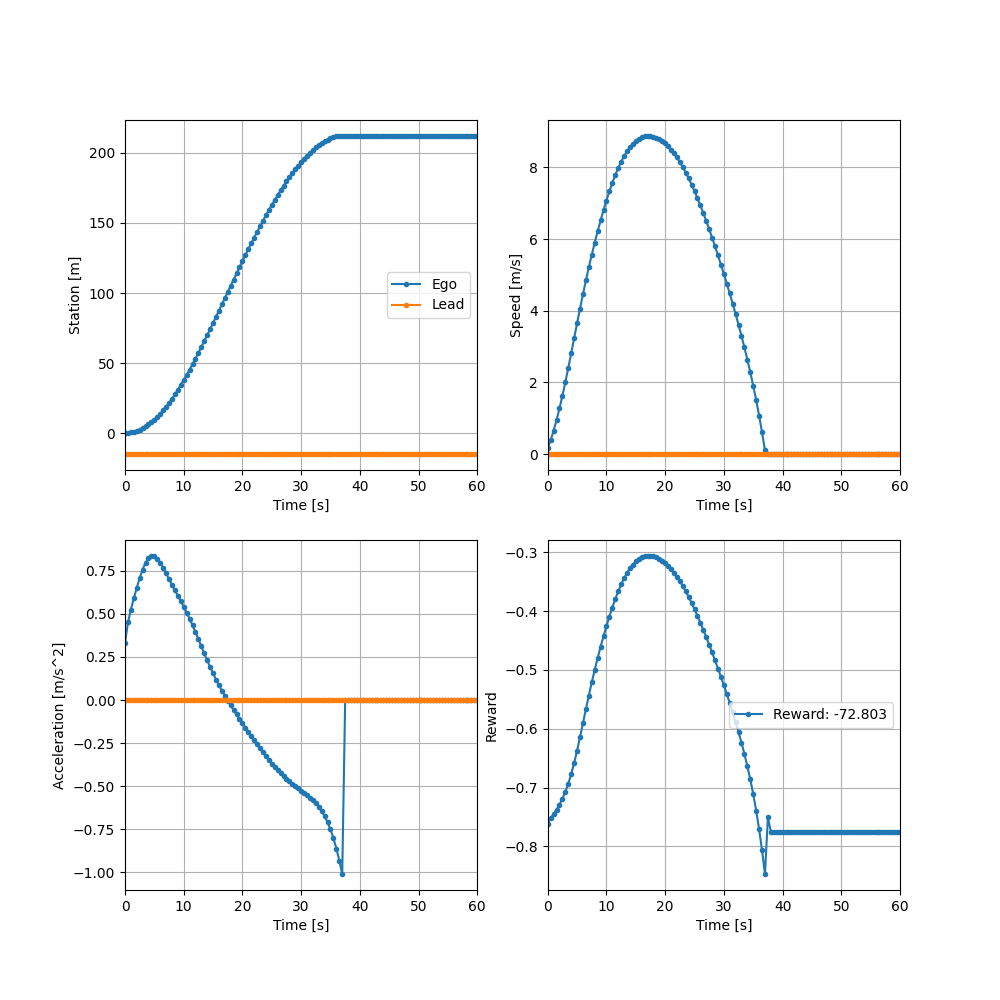 200
150
100
50
0
Station [m]
Ego
Lead
0 10 20 30 40 50 60
Time [s]
8
6
4
2
0
Speed [m/s]
0 10 20 30 40 50 60
Time [s]
0.75
0.50
0.25
0.00
−0.25
−0.50
−0.75
−1.00
Acceleration [m/s^2]
0 10 20 30 40 50 60
Time [s]
−0.3
−0.4
−0.5
−0.6
−0.7
−0.8
Reward
Reward: -72.803
0 10 20 30 40 50 60
Time [s]